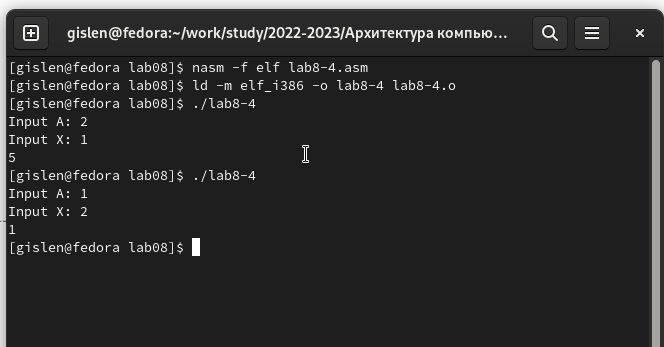 gislen@fedora:~/work/study/2022-2023/Архитектура компью...
[gislen@fedora lab08]$ nasm -f elf lab8-4.asm
[gislen@fedora lab08]$ ld -m elf_i386 -o lab8-4 lab8-4.o
[gislen@fedora lab08]$ ./lab8-4
Input A: 2
Input X: 1
5
[gislen@fedora lab08]$ ./lab8-4
Input A: 1
Input X: 2
1
[gislen@fedora lab08]$